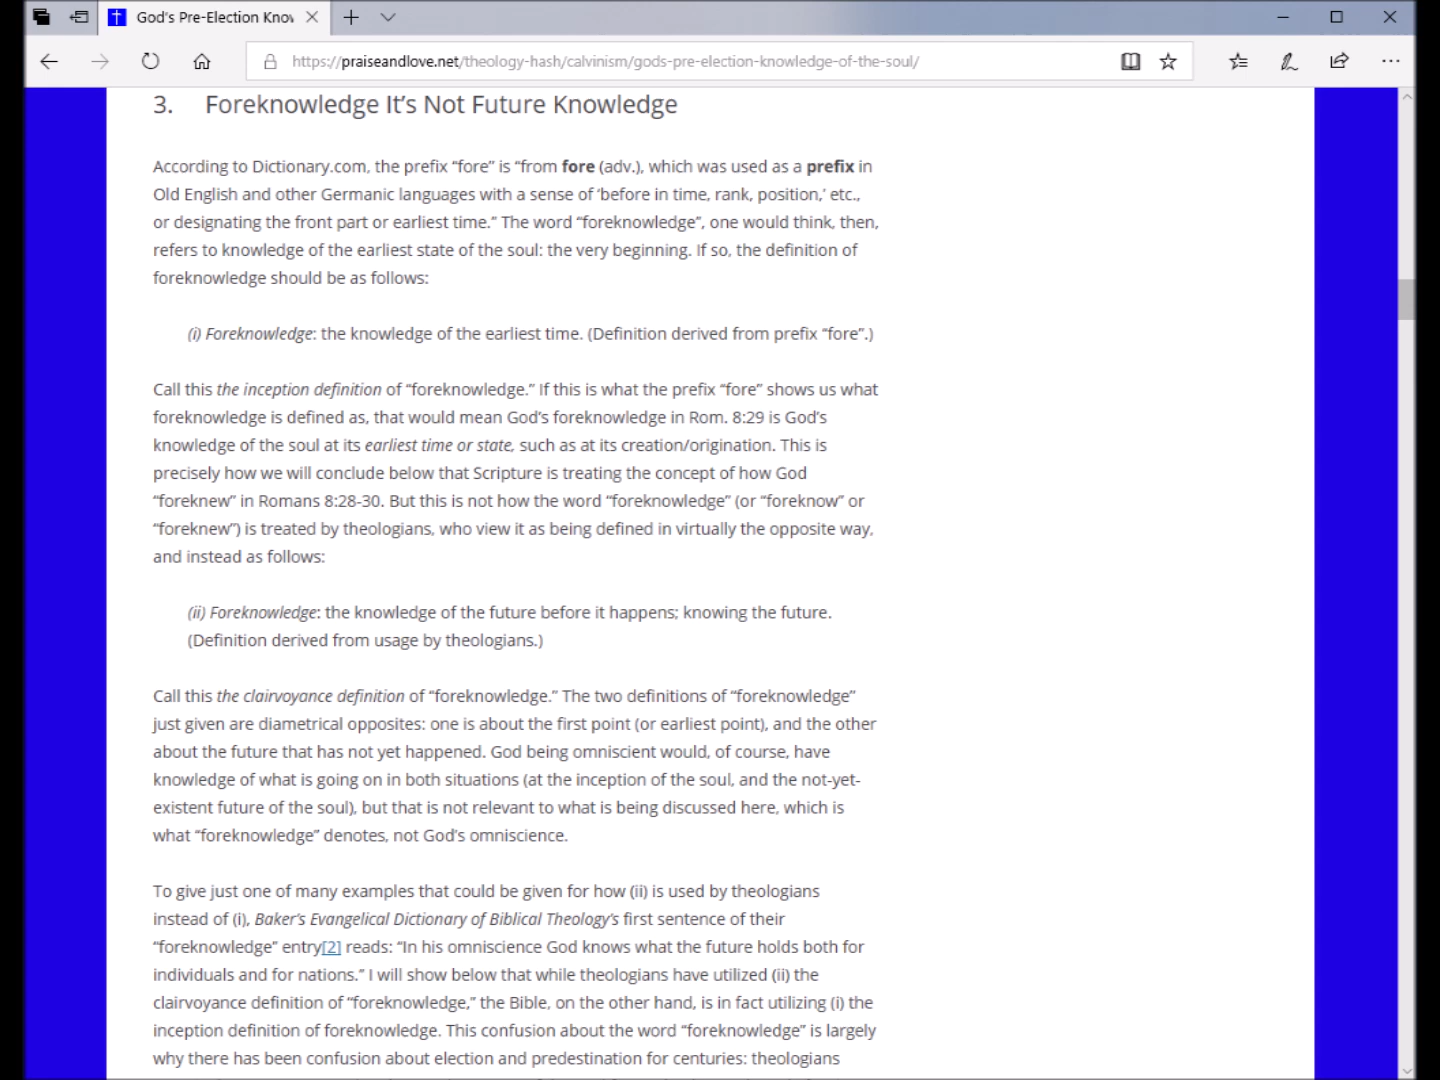 God's Pre-Election Know
https://praiseandlove.net/theology-hash/calvinism/gods-pre-election-knowledge-of-the-soul/
3. Foreknowledge It’s Not Future Knowledge
According to Dictionary.com, the prefix “fore” is “from fore (adv.), which was used as a prefix in
Old English and other Germanic languages with a sense of ‘before in time, rank, position,’ etc.,
or designating the front part or earliest time.” The word “foreknowledge”, one would think, then,
refers to knowledge of the earliest state of the soul: the very beginning. If so, the definition of
foreknowledge should be as follows:
(i) Foreknowledge: the knowledge of the earliest time. (Definition derived from prefix “fore”.)
Call this the inception definition of “foreknowledge.” If this is what the prefix “fore” shows us what
foreknowledge is defined as, that would mean God’s foreknowledge in Rom. 8:29 is God’s
knowledge of the soul at its earliest time or state, such as at its creation/origination. This is
precisely how we will conclude below that Scripture is treating the concept of how God
“foreknew” in Romans 8:28-30. But this is not how the word “foreknowledge” (or “foreknow” or
“foreknew”) is treated by theologians, who view it as being defined in virtually the opposite way,
and instead as follows:
(ii) Foreknowledge: the knowledge of the future before it happens; knowing the future.
(Definition derived from usage by theologians.)
Call this the clairvoyance definition of “foreknowledge.” The two definitions of “foreknowledge”
just given are diametrical opposites: one is about the first point (or earliest point), and the other
about the future that has not yet happened. God being omniscient would, of course, have
knowledge of what is going on in both situations (at the inception of the soul, and the not-yet-
existent future of the soul), but that is not relevant to what is being discussed here, which is
what “foreknowledge” denotes, not God’s omniscience.
To give just one of many examples that could be given for how (ii) is used by theologians
instead of (i), Baker’s Evangelical Dictionary of Biblical Theology’s first sentence of their
“foreknowledge” entry[2] reads: “In his omniscience God knows what the future holds both for
individuals and for nations.” I will show below that while theologians have utilized (ii) the
clairvoyance definition of “foreknowledge,” the Bible, on the other hand, is in fact utilizing (i) the
inception definition of foreknowledge. This confusion about the word “foreknowledge” is largely
why there has been confusion about election and predestination for centuries: theologians